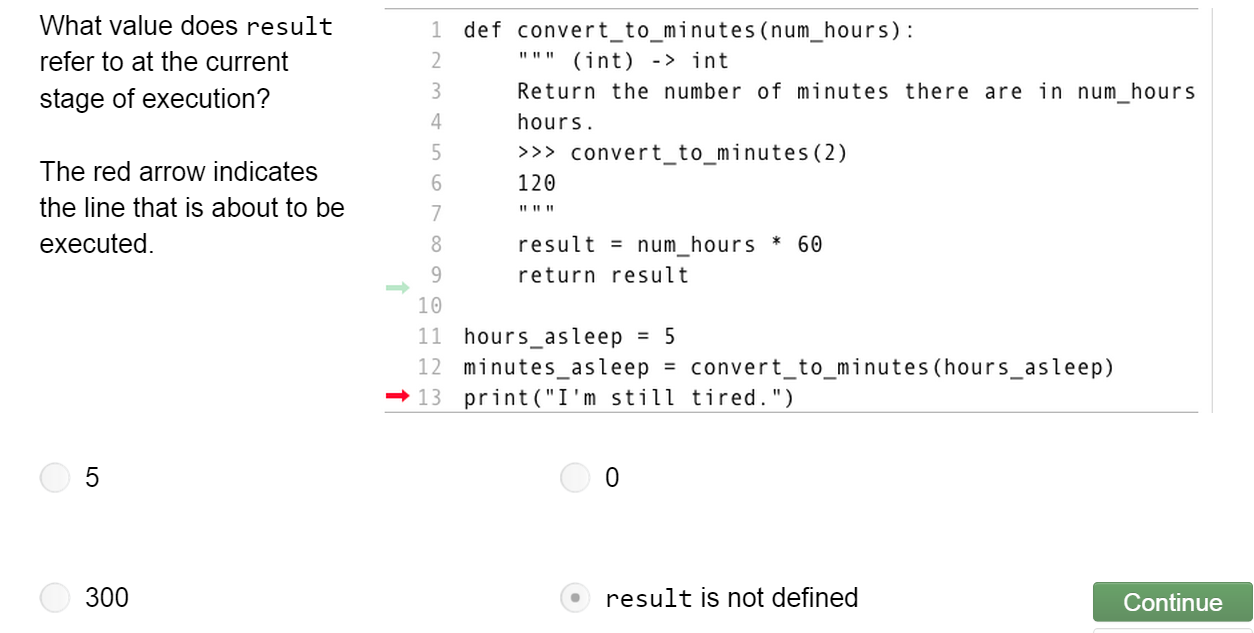 What value does result
refer to at the current
stage of execution?
The red arrow indicates
the line that is about to be
executed.
1 def convert_to_minutes(num_hours):
2     """ (int) -> int
3     Return the number of minutes there are in num_hours
4     hours.
5     >>> convert_to_minutes(2)
6     120
7     """
8     result = num_hours * 60
9     return result
10
11 hours_asleep = 5
12 minutes_asleep = convert_to_minutes(hours_asleep)
13 print("I'm still tired.")
5
0
300
result is not defined
Continue